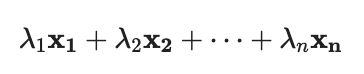 λ₁𝐱₁ + λ₂𝐱₂ + ⋯ + λₙ𝐱ₙ